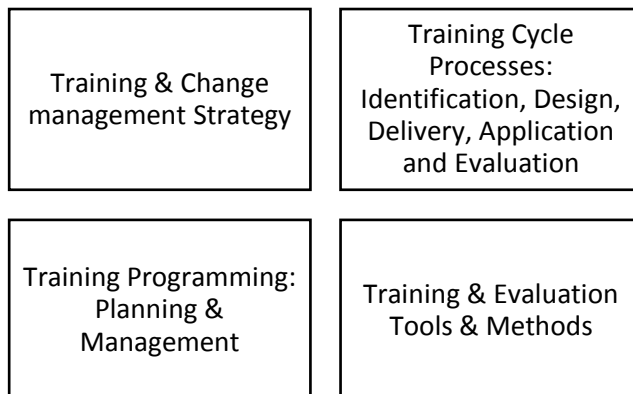 Training & Change
management Strategy
Training Cycle
Processes:
Identification, Design,
Delivery, Application
and Evaluation
Training Programming:
Planning &
Management
Training & Evaluation
Tools & Methods